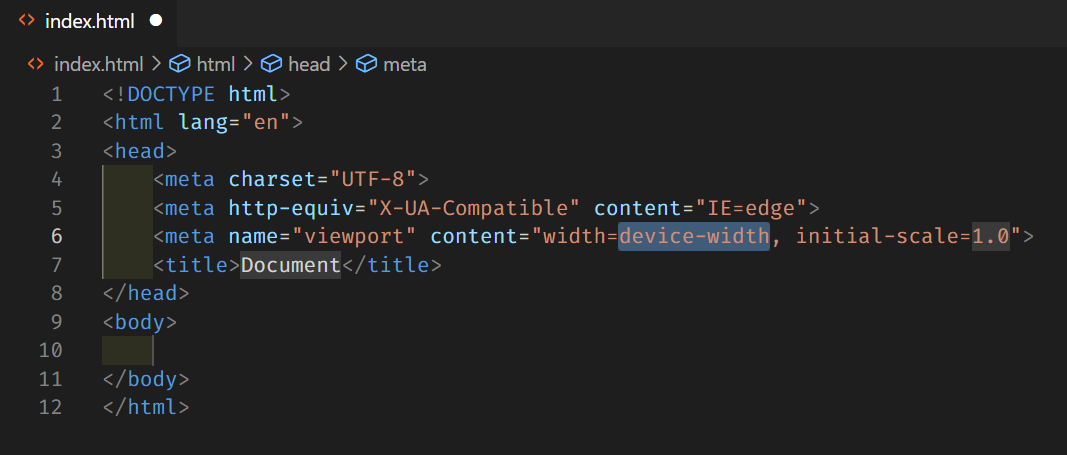 index.html
index.html > html > head > meta
1 <!DOCTYPE html>
2 <html lang="en">
3 <head>
4     <meta charset="UTF-8">
5     <meta http-equiv="X-UA-Compatible" content="IE=edge">
6     <meta name="viewport" content="width=device-width, initial-scale=1.0">
7     <title>Document</title>
8 </head>
9 <body>
10
11 </body>
12 </html>